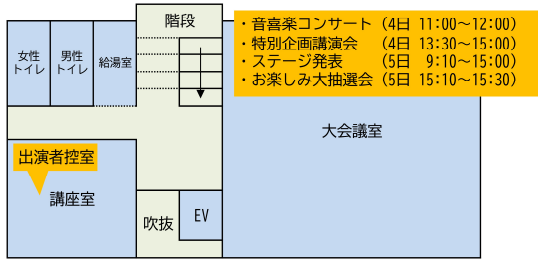 階段
・音喜楽コンサート（4日 11:00～12:00）
・特別企画講演会　（4日 13:30～15:00）
・ステージ発表　　（5日　9:10～15:00）
・お楽しみ大抽選会（5日 15:10～15:30）
女性
トイレ
男性
トイレ
給湯室
大会議室
出演者控室
講座室
吹抜
EV